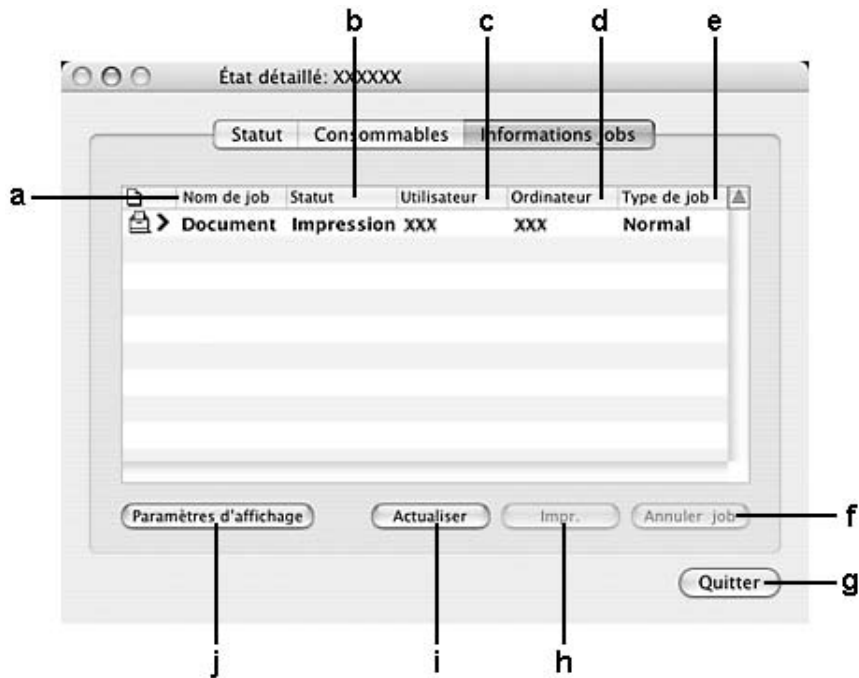 b c d e
État détaillé: XXXXXX
Statut Consommables Informations jobs
a
Nom de job Statut Utilisateur Ordinateur Type de job
Document Impression XXX XXX Normal
Paramètres d'affichage Actualiser Impr. Annuler job
f
Quitter
g
j i h